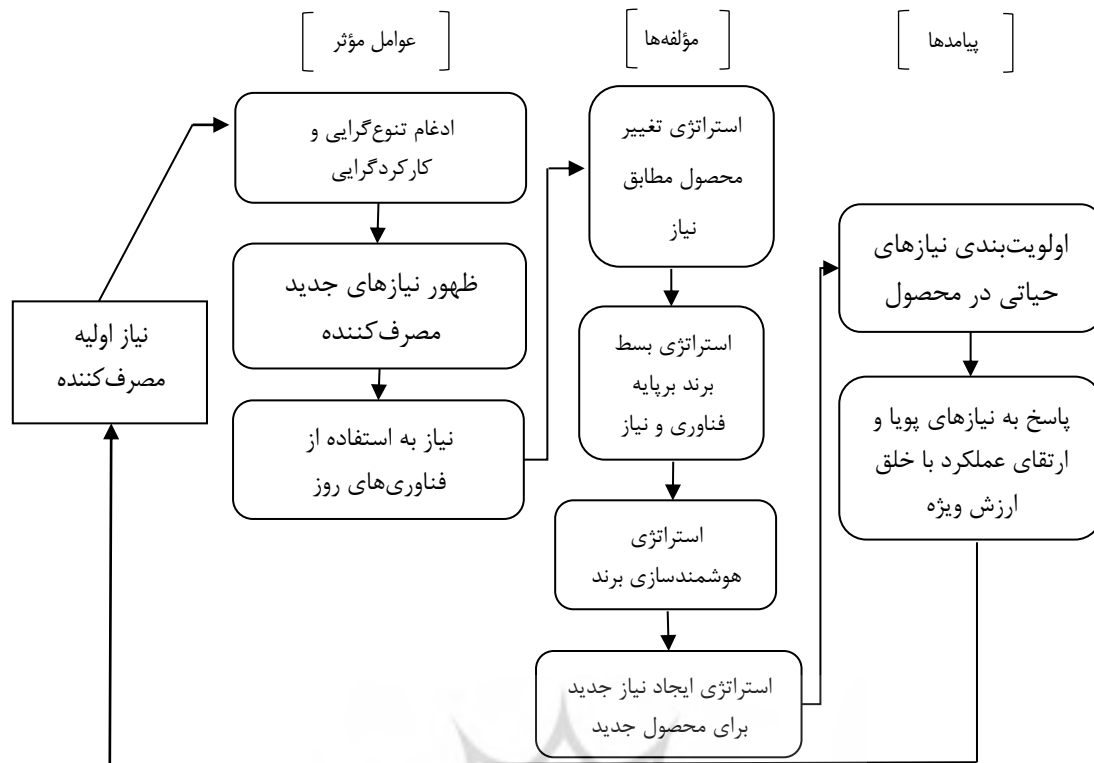 عوامل مؤثر
مؤلفه‌ها
پیامدها
نیاز اولیه
مصرف‌کننده
ادغام تنوع‌گرایی و
کارکردگرایی
ظهور نیازهای جدید
مصرف‌کننده
نیاز به استفاده از
فناوری‌های روز
استراتژی تغییر
محصول مطابق
نیاز
استراتژی بسط
برند برپایه
فناوری و نیاز
استراتژی
هوشمندسازی برند
استراتژی ایجاد نیاز جدید
برای محصول جدید
اولویت‌بندی نیازهای
حیاتی در محصول
پاسخ به نیازهای پویا و
ارتقای عملکرد با خلق
ارزش ویژه